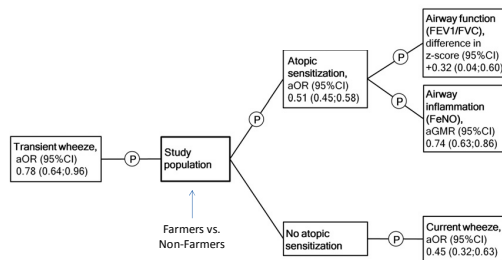 Airway function
(FEV1/FVC),
difference in
z-score (95%CI)
+0.32 (0.04;0.60)
P
Atopic
sensitization,
aOR (95%CI)
0.51 (0.45;0.58)
P
Airway
inflammation
(FeNO),
aGMR (95%CI)
0.74 (0.63;0.86)
P
P
Transient wheeze,
aOR (95%CI)
0.78 (0.64;0.96)
P
Study
population
Farmers vs.
Non-Farmers
No atopic
sensitization
P
Current wheeze,
aOR (95%CI)
0.45 (0.32;0.63)